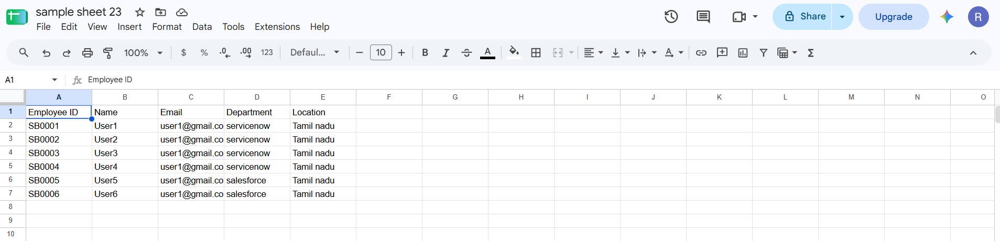 sample sheet 23
File Edit View Insert Format Data Tools Extensions Help
Share Upgrade R
100% $ % .0 .00 123 Defaul... 10 B I A A Σ
A1 fx Employee ID
A B C D E F G H I J K L M N O
1 Employee ID Name Email Department Location
2 SB0001 User1 user1@gmail.co servicenow Tamil nadu
3 SB0002 User2 user1@gmail.co servicenow Tamil nadu
4 SB0003 User3 user1@gmail.co servicenow Tamil nadu
5 SB0004 User4 user1@gmail.co servicenow Tamil nadu
6 SB0005 User5 user1@gmail.co salesforce Tamil nadu
7 SB0006 User6 user1@gmail.co salesforce Tamil nadu
8
9
10